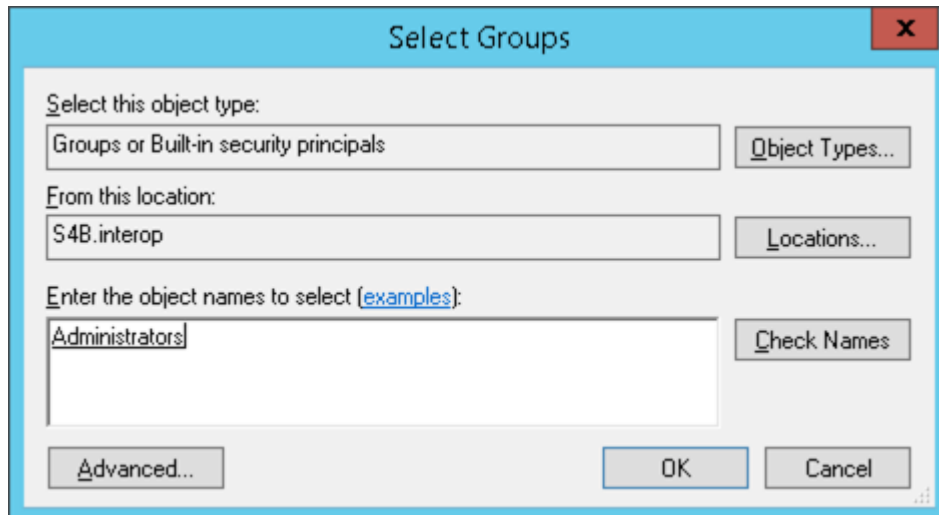 Select Groups
x
Select this object type:
Groups or Built-in security principals
Object Types...
From this location:
S4B.interop
Locations...
Enter the object names to select (examples):
Administrators
Check Names
Advanced...
OK
Cancel